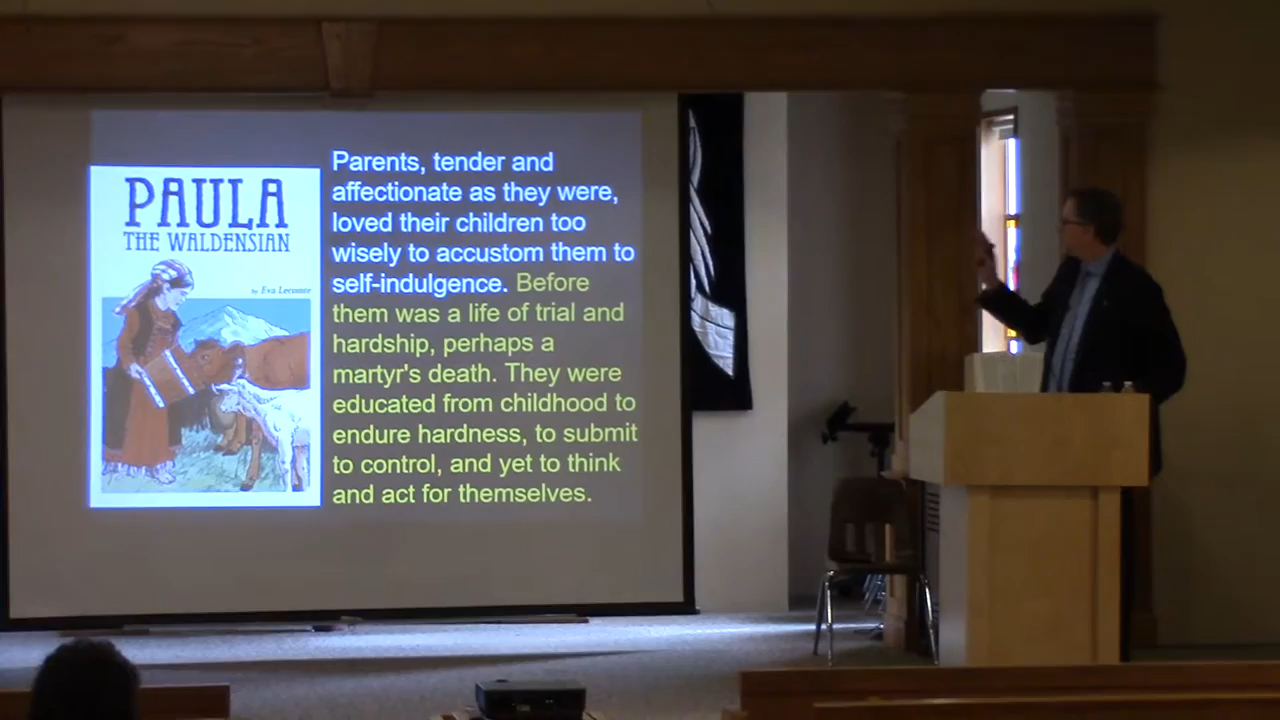 PAULA
THE WALDENSIAN
by Eva Lecomte
Parents, tender and
affectionate as they were,
loved their children too
wisely to accustom them to
self-indulgence. Before
them was a life of trial and
hardship, perhaps a
martyr's death. They were
educated from childhood to
endure hardness, to submit
to control, and yet to think
and act for themselves.